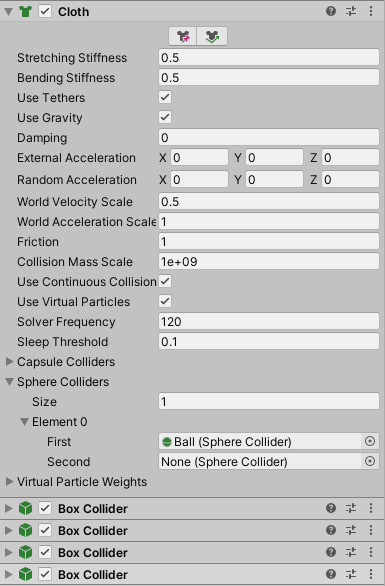 Cloth
Stretching Stiffness 0.5
Bending Stiffness 0.5
Use Tethers
Use Gravity
Damping 0
External Acceleration X 0 Y 0 Z 0
Random Acceleration X 0 Y 0 Z 0
World Velocity Scale 0.5
World Acceleration Scale 1
Friction 1
Collision Mass Scale 1e+09
Use Continuous Collision
Use Virtual Particles
Solver Frequency 120
Sleep Threshold 0.1
Capsule Colliders
Sphere Colliders
Size 1
Element 0
First Ball (Sphere Collider)
Second None (Sphere Collider)
Virtual Particle Weights
Box Collider
Box Collider
Box Collider
Box Collider